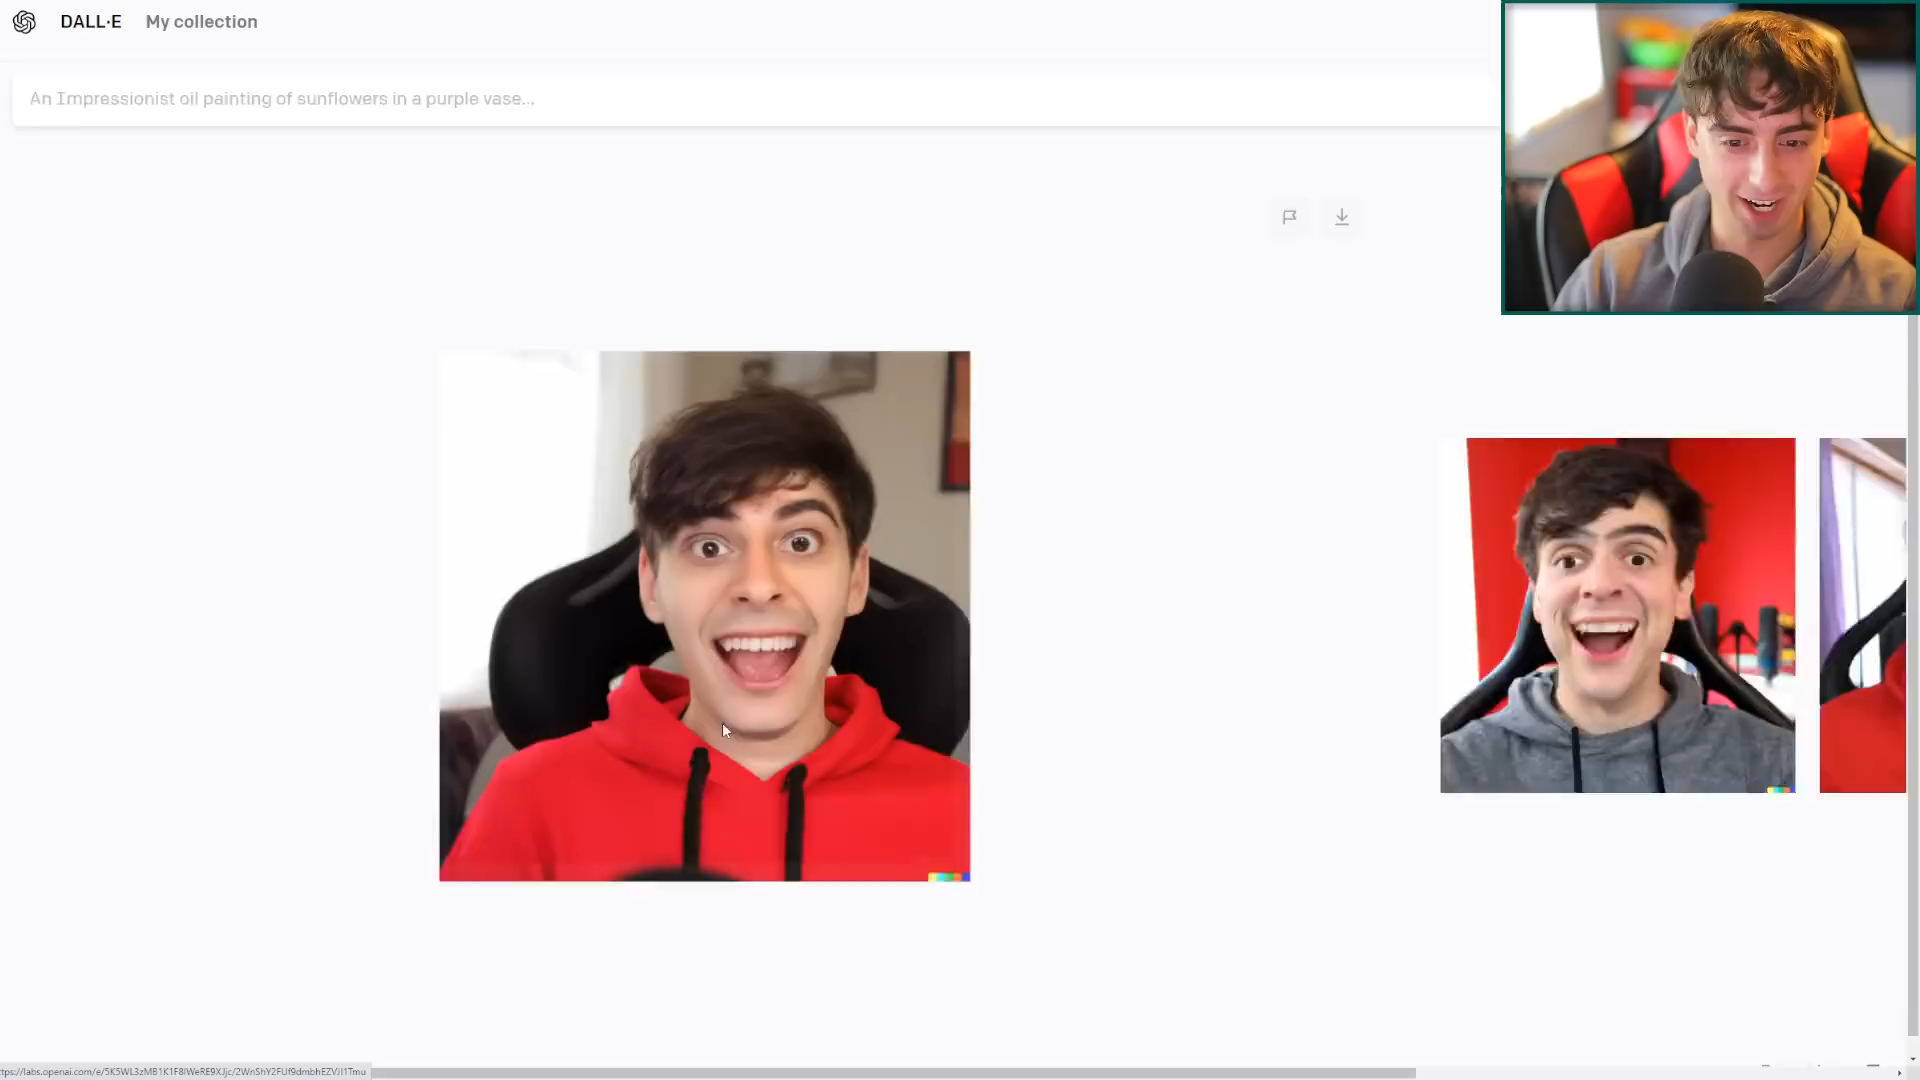 DALL·E My collection
An Impressionist oil painting of sunflowers in a purple vase...